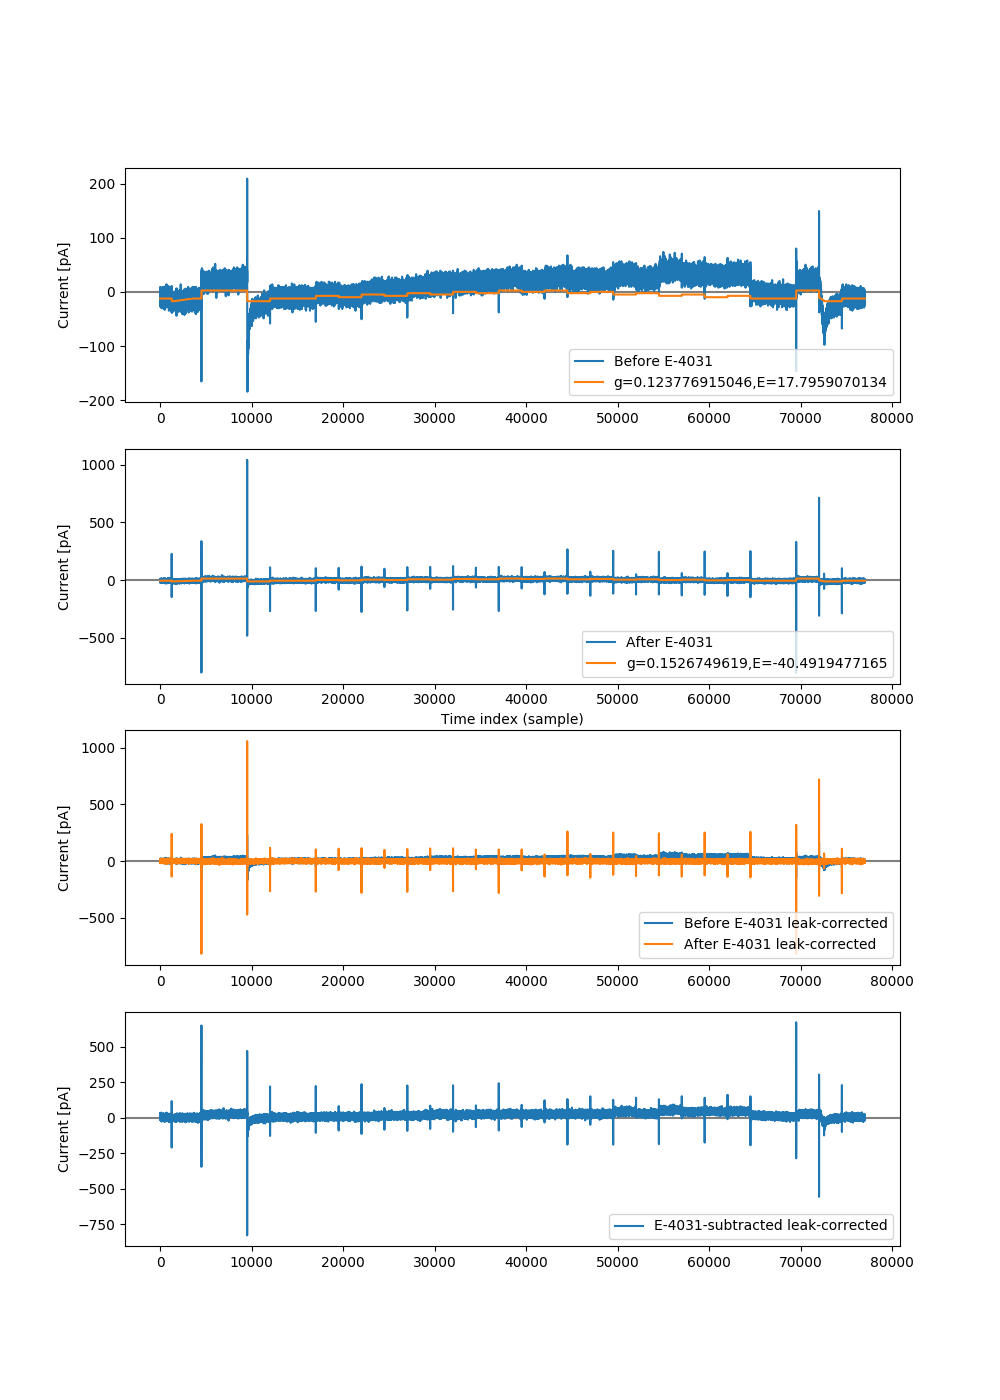 200
100
0
−100
−200
Current [pA]
Before E-4031
g=0.123776915046,E=17.7959070134
0 10000 20000 30000 40000 50000 60000 70000 80000
1000
500
0
−500
Current [pA]
After E-4031
g=0.1526749619,E=-40.4919477165
0 10000 20000 30000 40000 50000 60000 70000 80000
Time index (sample)
1000
500
0
−500
Current [pA]
Before E-4031 leak-corrected
After E-4031 leak-corrected
0 10000 20000 30000 40000 50000 60000 70000 80000
500
250
0
−250
−500
−750
Current [pA]
E-4031-subtracted leak-corrected
0 10000 20000 30000 40000 50000 60000 70000 80000